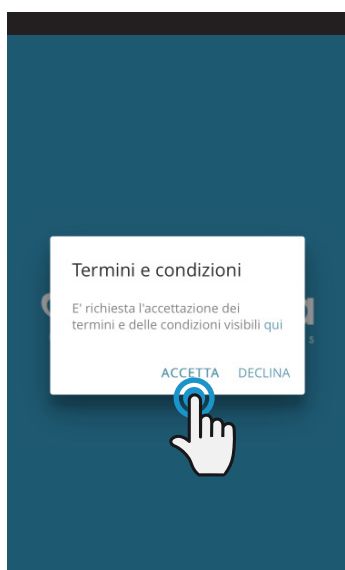 Termini e condizioni
E' richiesta l'accettazione dei
termini e delle condizioni visibili qui
ACCETTA DECLINA